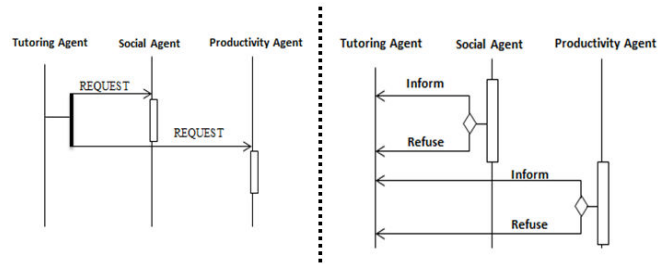 Tutoring Agent Social Agent Productivity Agent
REQUEST
REQUEST
Tutoring Agent Social Agent Productivity Agent
Inform
Refuse
Inform
Refuse